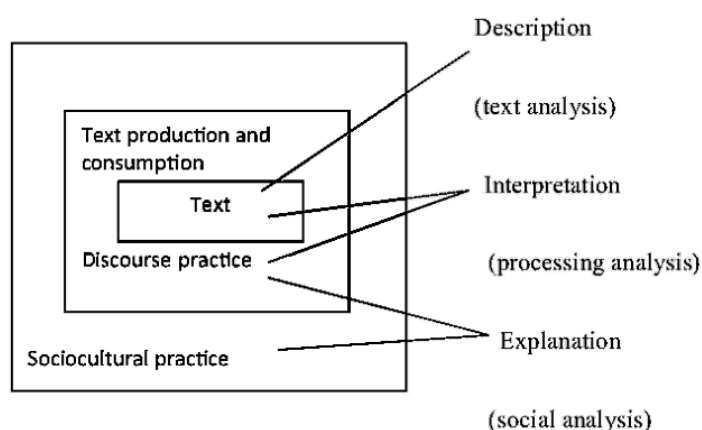 Description
(text analysis)
Text production and
consumption
Text
Interpretation
Discourse practice
(processing analysis)
Explanation
Sociocultural practice
(social analysis)